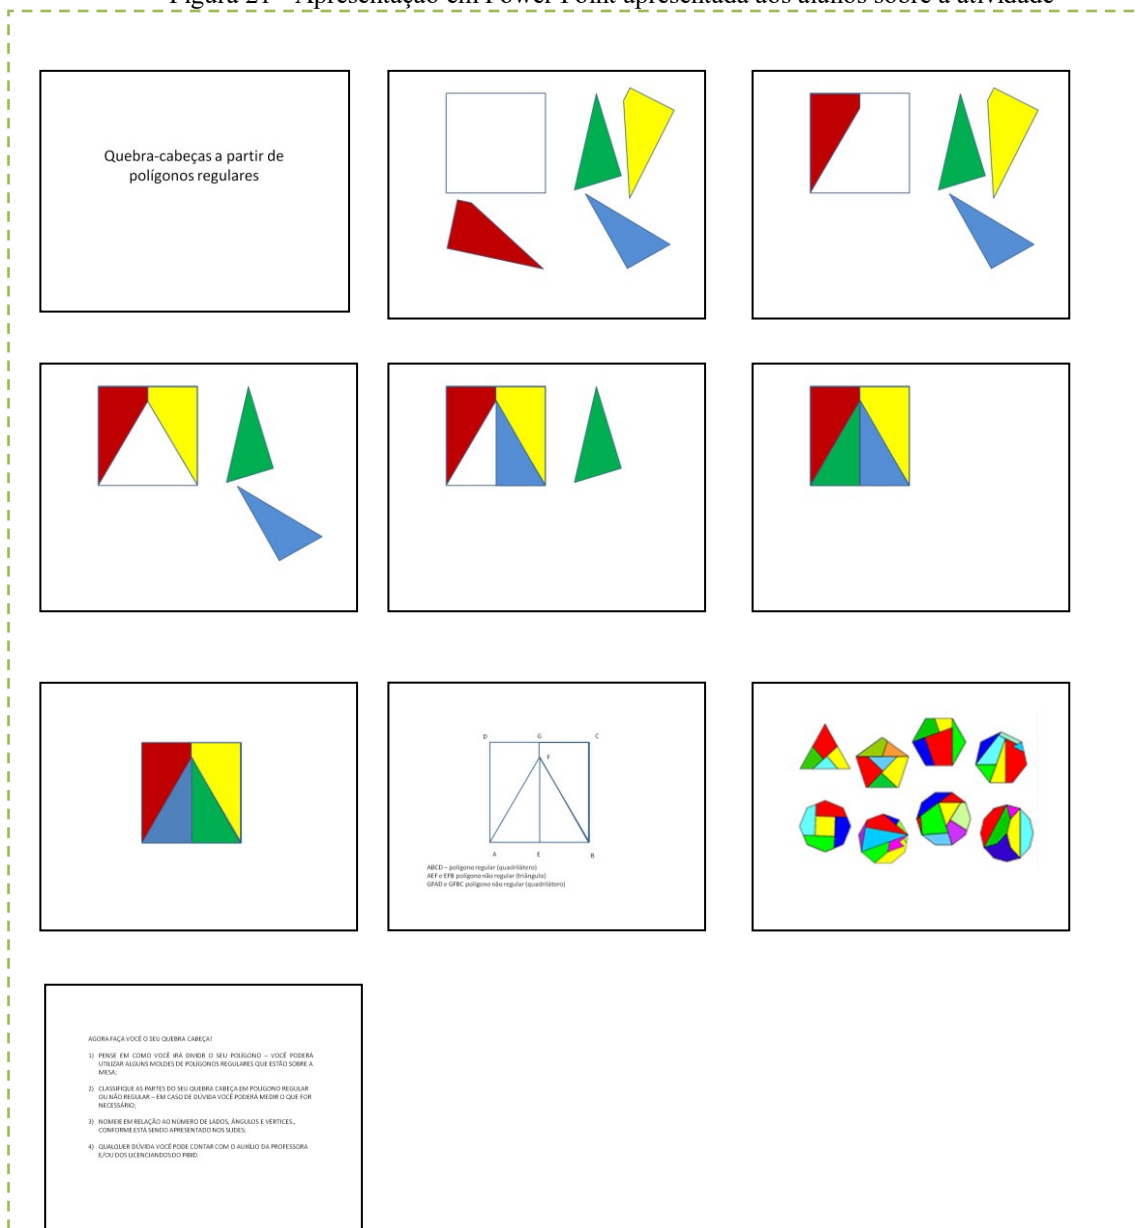 Figura 21 – Apresentação em Power Point apresentada aos alunos sobre a atividade
Quebra-cabeças a partir de
polígonos regulares
D G C
F
A E B
ABCD – polígono regular (quadrilátero)
AEF e EFB polígono não regular (triângulo)
GFAD e GFBC polígono não regular (quadrilátero)
AGORA FAÇA VOCÊ O SEU QUEBRA CABEÇA!
1) PENSE EM COMO VOCÊ IRÁ DIVIDIR O SEU POLÍGONO – VOCÊ PODERÁ
UTILIZAR ALGUNS MOLDES DE POLÍGONOS REGULARES QUE ESTÃO SOBRE A
MESA;
2) CLASSIFIQUE AS PARTES DO SEU QUEBRA CABEÇA EM POLÍGONO REGULAR
OU NÃO REGULAR – EM CASO DE DÚVIDA VOCÊ PODERÁ MEDIR O QUE FOR
NECESSÁRIO;
3) NOMEIE EM RELAÇÃO AO NÚMERO DE LADOS, ÂNGULOS E VÉRTICES.,
CONFORME ESTÁ SENDO APRESENTADO NOS SLIDES;
4) QUALQUER DÚVIDA VOCÊ PODE CONTAR COM O AUXÍLIO DA PROFESSORA
E/OU DOS LICENCIANDOS DO PIBID.